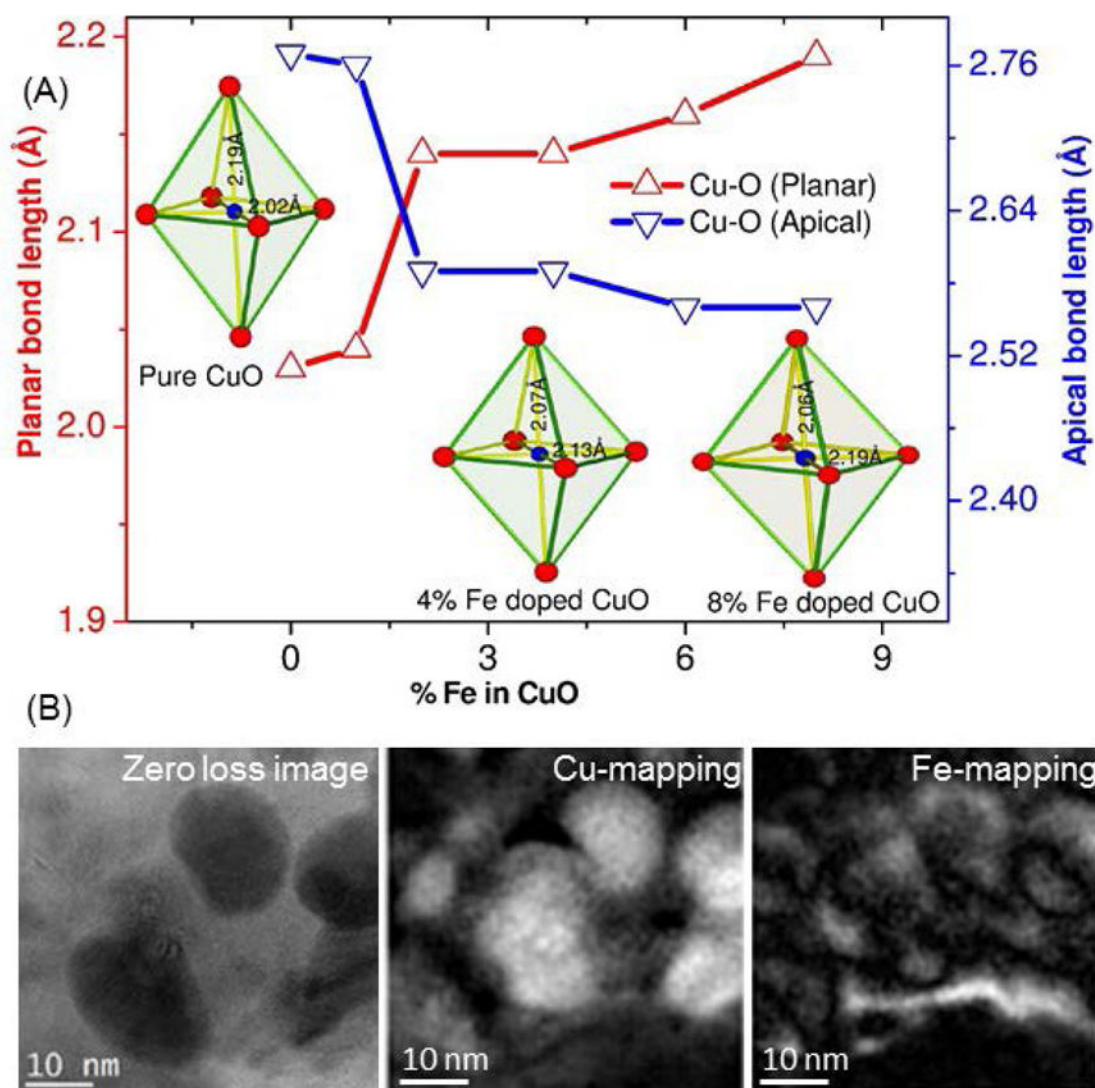 (A)
Planar bond length (Å)
2.2
2.1
2.0
1.9
Apical bond length (Å)
2.76
2.64
2.52
2.40
Cu-O (Planar)
Cu-O (Apical)
2.19Å
2.02Å
Pure CuO
2.07Å
2.13Å
4% Fe doped CuO
2.06Å
2.19Å
8% Fe doped CuO
0 3 6 9
% Fe in CuO
(B)
Zero loss image
10 nm
Cu-mapping
10 nm
Fe-mapping
10 nm